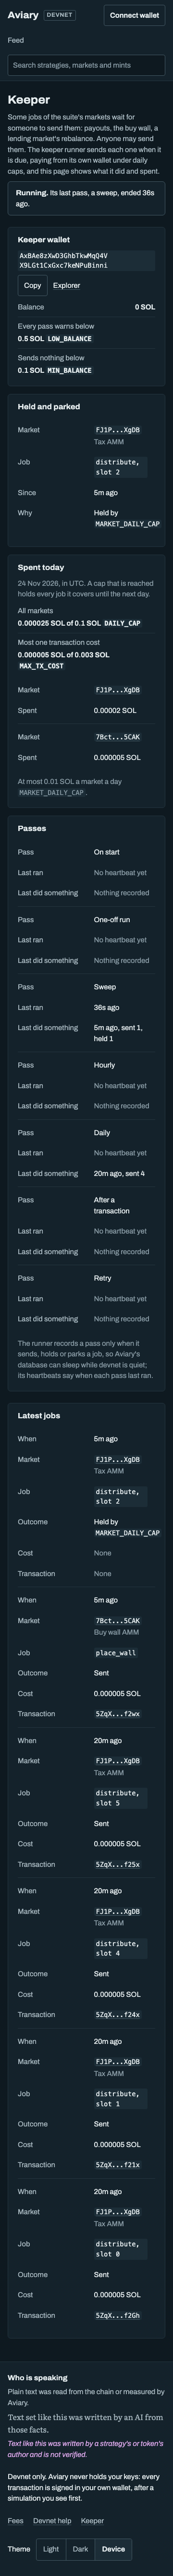 Aviary DEVNET Connect wallet
Feed
Search strategies, markets and mints
Keeper
Some jobs of the suite's markets wait for
someone to send them: payouts, the buy wall, a
lending market's rebalance. Anyone may send
them. The keeper runner sends each one when it
is due, paying from its own wallet under daily
caps, and this page shows what it did and spent.
Running. Its last pass, a sweep, ended 36s
ago.
Keeper wallet
AxBAe8zXwD3GhbTkwMqQ4V
X9LGt1CxGxc7keNPuBinni
Copy Explorer
Balance 0 SOL
Every pass warns below
0.5 SOL LOW_BALANCE
Sends nothing below
0.1 SOL MIN_BALANCE
Held and parked
Market FJ1P...XgDB
Tax AMM
Job distribute,
slot 2
Since 5m ago
Why Held by
MARKET_DAILY_CAP
Spent today
24 Nov 2026, in UTC. A cap that is reached
holds every job it covers until the next day.
All markets
0.000025 SOL of 0.1 SOL DAILY_CAP
Most one transaction cost
0.000005 SOL of 0.003 SOL
MAX_TX_COST
Market FJ1P...XgDB
Spent 0.00002 SOL
Market 7Bct...5CAK
Spent 0.000005 SOL
At most 0.01 SOL a market a day
MARKET_DAILY_CAP.
Passes
Pass On start
Last ran No heartbeat yet
Last did something Nothing recorded
Pass One-off run
Last ran No heartbeat yet
Last did something Nothing recorded
Pass Sweep
Last ran 36s ago
Last did something 5m ago, sent 1,
held 1
Pass Hourly
Last ran No heartbeat yet
Last did something Nothing recorded
Pass Daily
Last ran No heartbeat yet
Last did something 20m ago, sent 4
Pass After a
transaction
Last ran No heartbeat yet
Last did something Nothing recorded
Pass Retry
Last ran No heartbeat yet
Last did something Nothing recorded
The runner records a pass only when it
sends, holds or parks a job, so Aviary's
database can sleep while devnet is quiet;
its heartbeats say when each pass last ran.
Latest jobs
When 5m ago
Market FJ1P...XgDB
Tax AMM
Job distribute,
slot 2
Outcome Held by
MARKET_DAILY_CAP
Cost None
Transaction None
When 5m ago
Market 7Bct...5CAK
Buy wall AMM
Job place_wall
Outcome Sent
Cost 0.000005 SOL
Transaction 5ZqX...f2wx
When 20m ago
Market FJ1P...XgDB
Tax AMM
Job distribute,
slot 5
Outcome Sent
Cost 0.000005 SOL
Transaction 5ZqX...f25x
When 20m ago
Market FJ1P...XgDB
Tax AMM
Job distribute,
slot 4
Outcome Sent
Cost 0.000005 SOL
Transaction 5ZqX...f24x
When 20m ago
Market FJ1P...XgDB
Tax AMM
Job distribute,
slot 1
Outcome Sent
Cost 0.000005 SOL
Transaction 5ZqX...f21x
When 20m ago
Market FJ1P...XgDB
Tax AMM
Job distribute,
slot 0
Outcome Sent
Cost 0.000005 SOL
Transaction 5ZqX...f2Gh
Who is speaking
Plain text was read from the chain or measured by
Aviary.
Text set like this was written by an AI from
those facts.
Text like this was written by a strategy's or token's
author and is not verified.
Devnet only. Aviary never holds your keys: every
transaction is signed in your own wallet, after a
simulation you see first.
Fees Devnet help Keeper
Theme Light Dark Device